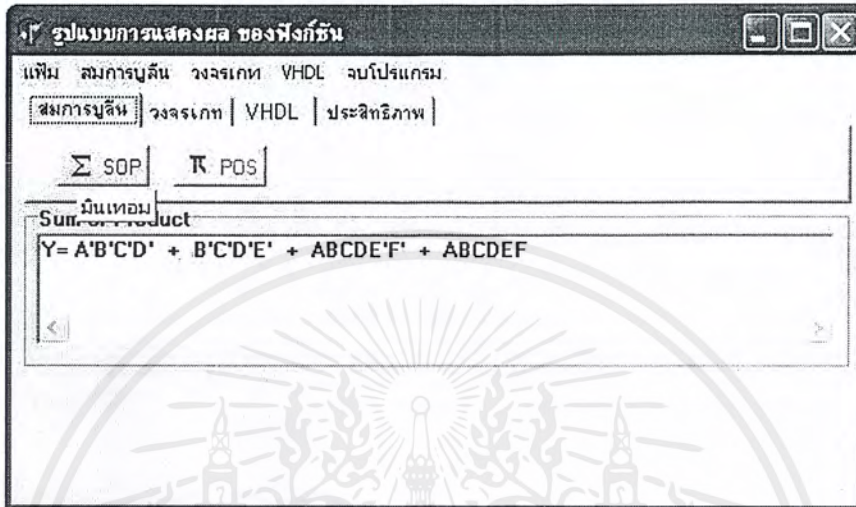 รูปแบบการแสดงผล ของฟังก์ชัน
แฟ้ม สมการบูลีน วงจรเกท VHDL จบโปรแกรม
สมการบูลีน วงจรเกท VHDL ประสิทธิภาพ
Σ SOP π POS
มินเทอม
Sum of Product
Y= A'B'C'D' + B'C'D'E' + ABCDE'F' + ABCDEF